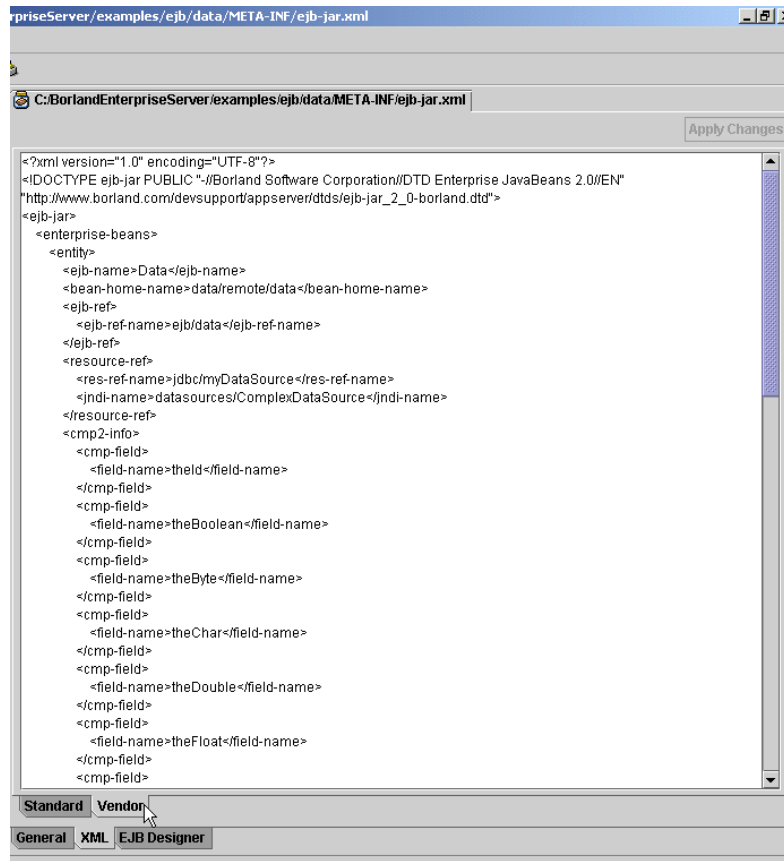 rpriseServer/examples/ejb/data/META-INF/ejb-jar.xml
C:/BorlandEnterpriseServer/examples/ejb/data/META-INF/ejb-jar.xml
Apply Changes
<?xml version="1.0" encoding="UTF-8"?>
<!DOCTYPE ejb-jar PUBLIC "-//Borland Software Corporation//DTD Enterprise JavaBeans 2.0//EN"
"http://www.borland.com/devsupport/appserver/dtds/ejb-jar_2_0-borland.dtd">
<ejb-jar>
<enterprise-beans>
<entity>
<ejb-name>Data</ejb-name>
<bean-home-name>data/remote/data</bean-home-name>
<ejb-ref>
<ejb-ref-name>ejb/data</ejb-ref-name>
</ejb-ref>
<resource-ref>
<res-ref-name>jdbc/myDataSource</res-ref-name>
<jndi-name>datasources/ComplexDataSource</jndi-name>
</resource-ref>
<cmp2-info>
<cmp-field>
<field-name>theId</field-name>
</cmp-field>
<cmp-field>
<field-name>theBoolean</field-name>
</cmp-field>
<cmp-field>
<field-name>theByte</field-name>
</cmp-field>
<cmp-field>
<field-name>theChar</field-name>
</cmp-field>
<cmp-field>
<field-name>theDouble</field-name>
</cmp-field>
<cmp-field>
<field-name>theFloat</field-name>
</cmp-field>
<cmp-field>
Standard Vendor
General XML EJB Designer